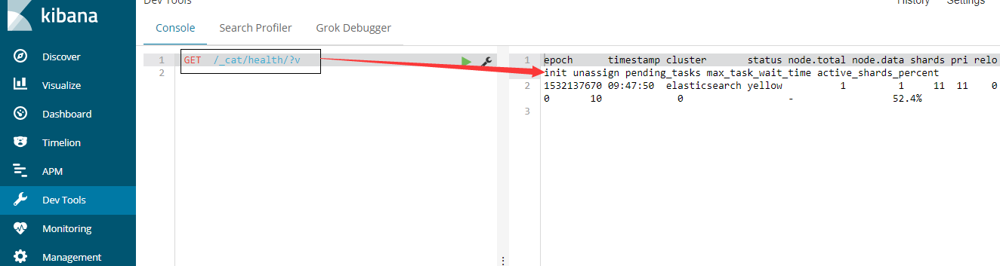 kibana
Discover
Visualize
Dashboard
Timelion
APM
Dev Tools
Monitoring
Management
Dev Tools
History Settings
Console Search Profiler Grok Debugger
1 GET /_cat/health/?v
2
1 epoch timestamp cluster status node.total node.data shards pri relo
init unassign pending_tasks max_task_wait_time active_shards_percent
2 1532137670 09:47:50 elasticsearch yellow 1 1 11 11 0
0 10 0 - 52.4%
3